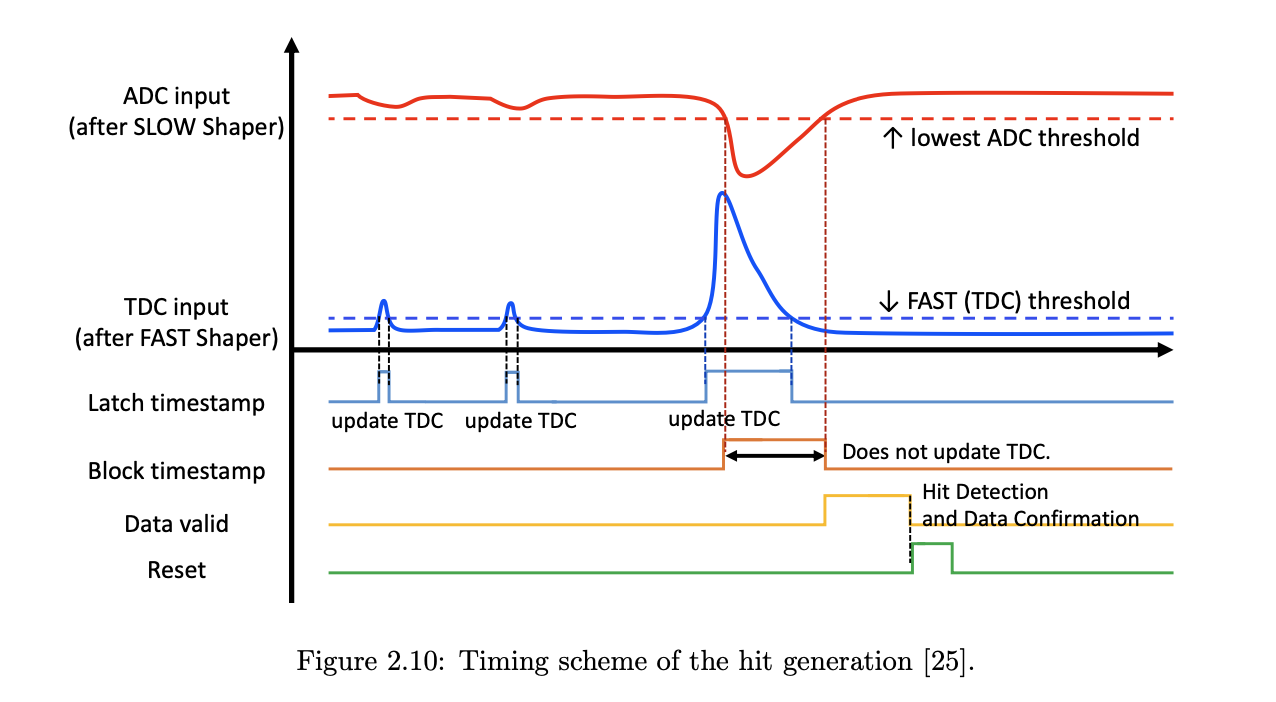 ADC input
(after SLOW Shaper)
↑ lowest ADC threshold
TDC input
(after FAST Shaper)
↓ FAST (TDC) threshold
Latch timestamp
update TDC
update TDC
update TDC
Block timestamp
Does not update TDC.
Data valid
Hit Detection
and Data Confirmation
Reset
Figure 2.10: Timing scheme of the hit generation [25].